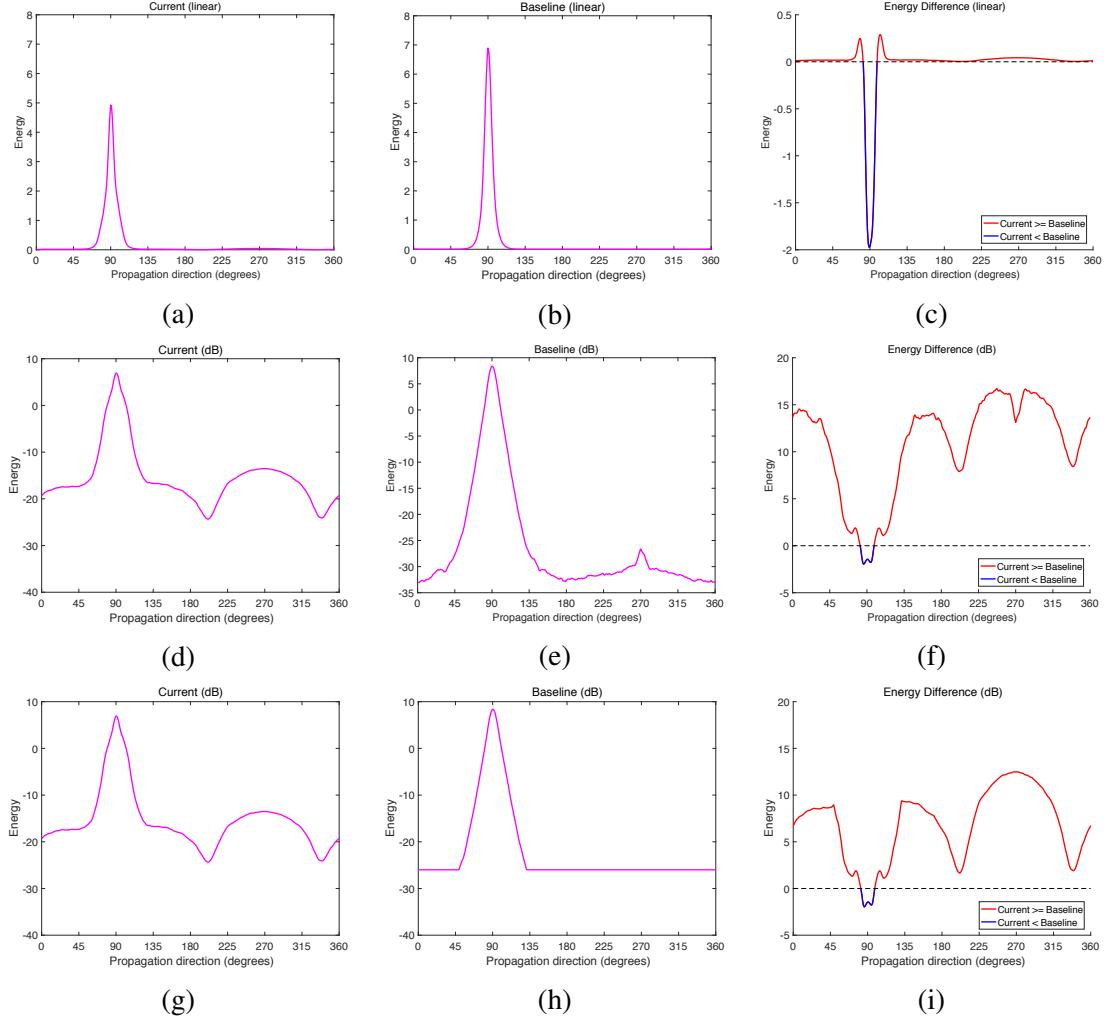 Current (linear)
8
7
6
5
4
3
2
1
0
Energy
0 45 90 135 180 225 270 315 360
Propagation direction (degrees)
(a)
Baseline (linear)
8
7
6
5
4
3
2
1
0
Energy
0 45 90 135 180 225 270 315 360
Propagation direction (degrees)
(b)
Energy Difference (linear)
0.5
0
-0.5
-1
-1.5
-2
Energy
Current >= Baseline
Current < Baseline
0 45 90 135 180 225 270 315 360
Propagation direction (degrees)
(c)
Current (dB)
10
0
-10
-20
-30
-40
Energy
0 45 90 135 180 225 270 315 360
Propagation direction (degrees)
(d)
Baseline (dB)
10
5
0
-5
-10
-15
-20
-25
-30
-35
Energy
0 45 90 135 180 225 270 315 360
Propagation direction (degrees)
(e)
Energy Difference (dB)
20
15
10
5
0
-5
Energy
Current >= Baseline
Current < Baseline
0 45 90 135 180 225 270 315 360
Propagation direction (degrees)
(f)
Current (dB)
10
0
-10
-20
-30
-40
Energy
0 45 90 135 180 225 270 315 360
Propagation direction (degrees)
(g)
Baseline (dB)
10
0
-10
-20
-30
-40
Energy
0 45 90 135 180 225 270 315 360
Propagation direction (degrees)
(h)
Energy Difference (dB)
20
15
10
5
0
-5
Energy
Current >= Baseline
Current < Baseline
0 45 90 135 180 225 270 315 360
Propagation direction (degrees)
(i)